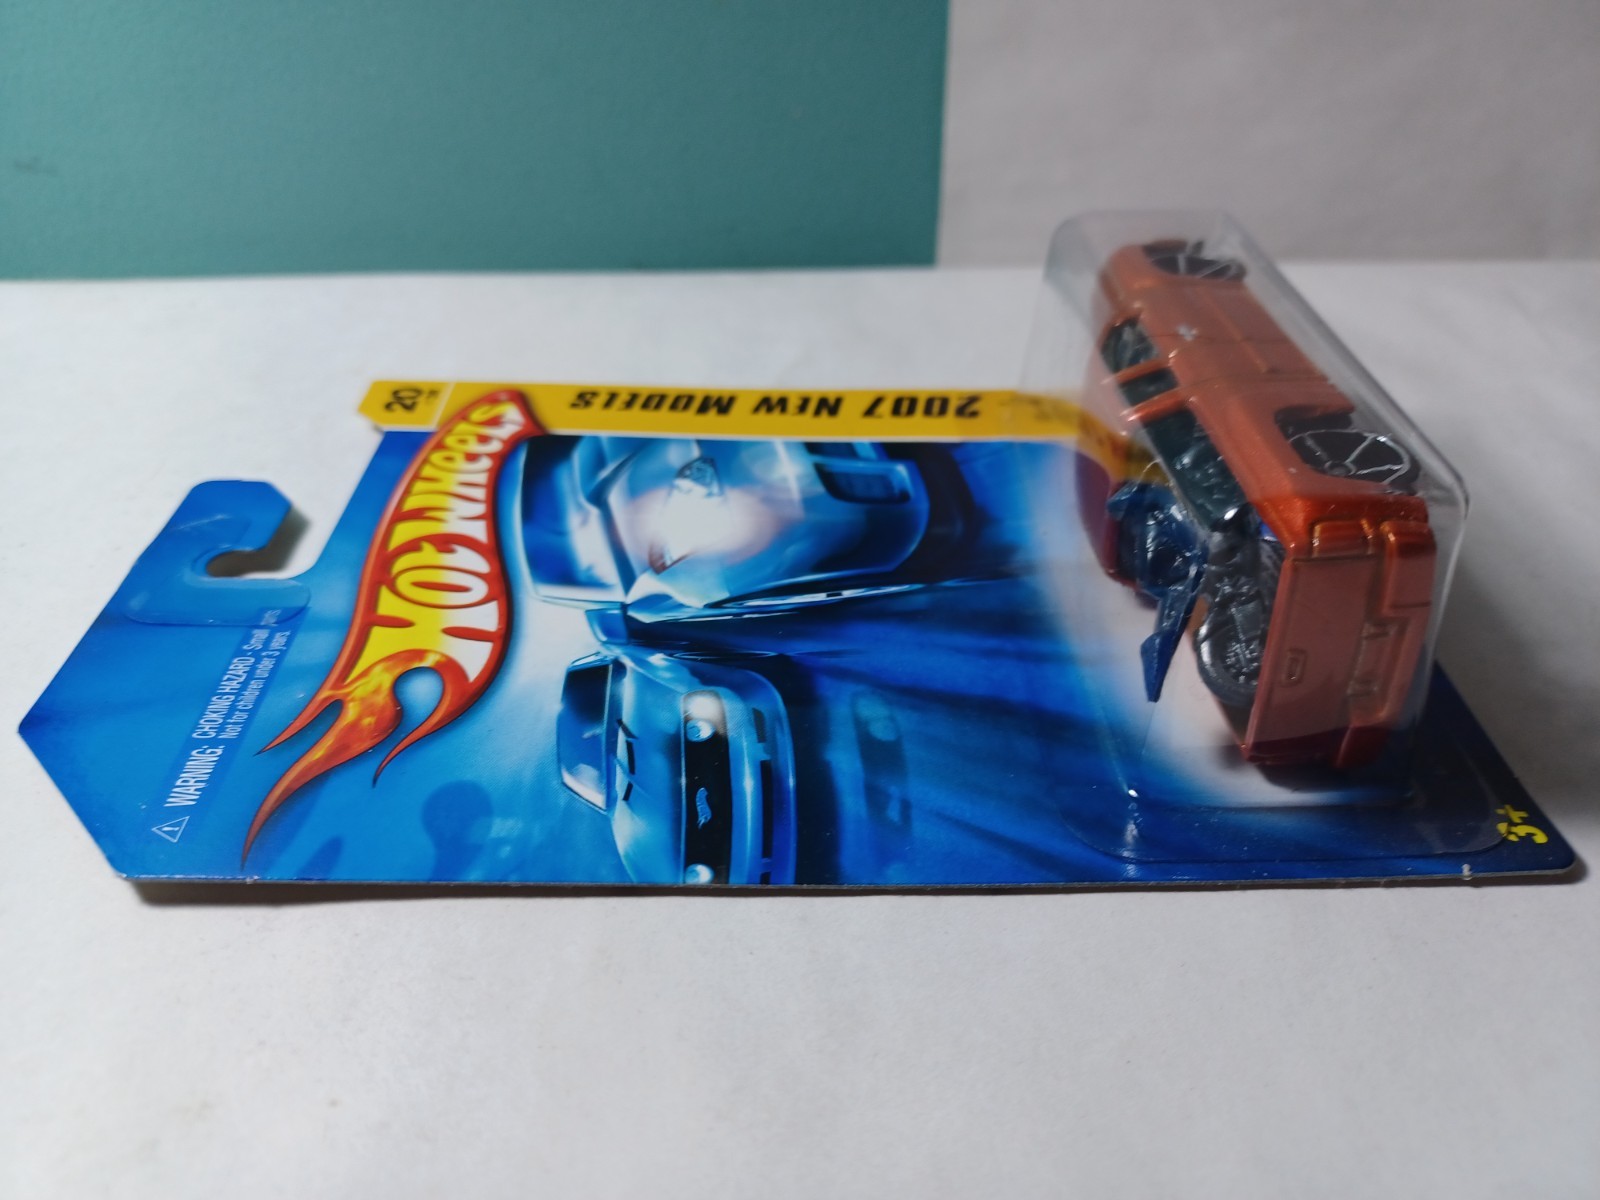 20
2007 NEW MODELS
HOT WHEELS
WARNING: CHOKING HAZARD - Small parts
Not for children under 3 years.
3+